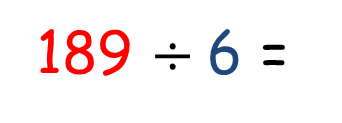 189 ÷ 6 =